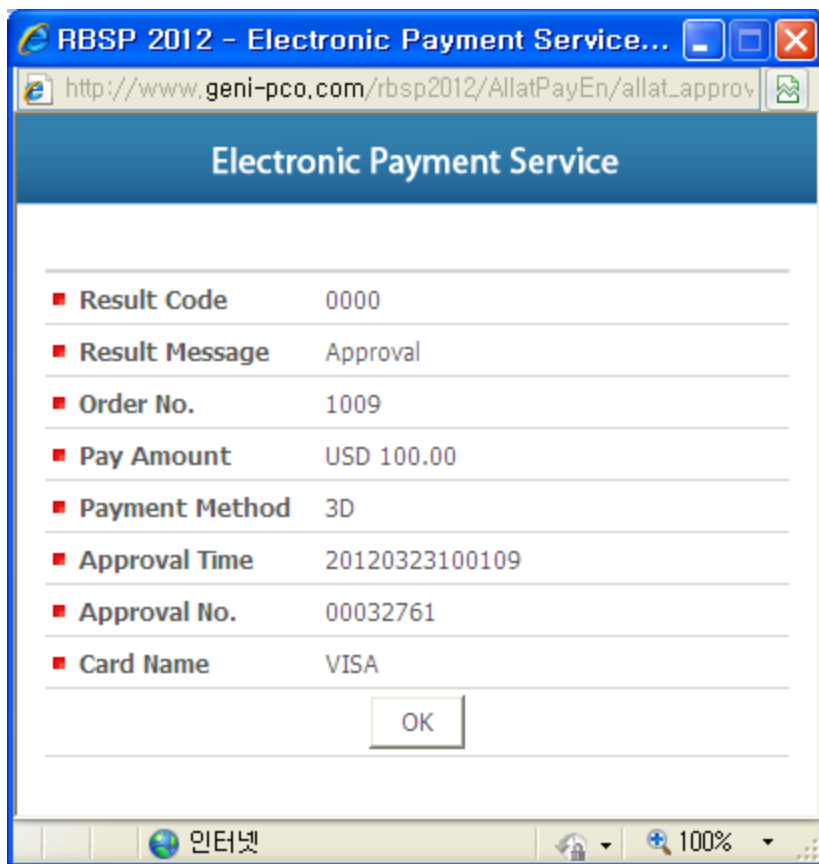 RBSP 2012 - Electronic Payment Service...
http://www.geni-pco.com/rbsp2012/AllatPayEn/allat_approv
Electronic Payment Service
Result Code 0000
Result Message Approval
Order No. 1009
Pay Amount USD 100.00
Payment Method 3D
Approval Time 20120323100109
Approval No. 00032761
Card Name VISA
OK
인터넷 100%